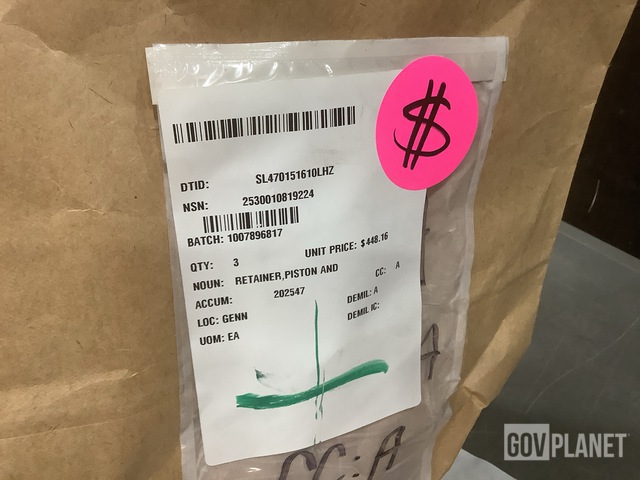 $
DTID: SL470151610LHZ
NSN: 2530010819224
BATCH: 1007896817
QTY: 3 UNIT PRICE: $448.16
NOUN: RETAINER,PISTON AND CC: A
ACCUM: 202547 DEMIL: A
LOC: GENN DEMIL IC:
UOM: EA
A
CC: A
GOVPLANET